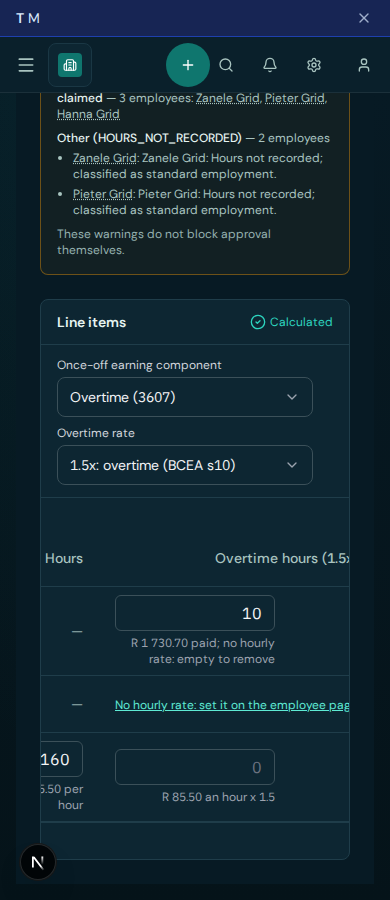 T M
claimed — 3 employees: Zanele Grid, Pieter Grid,
Hanna Grid
Other (HOURS_NOT_RECORDED) — 2 employees
• Zanele Grid: Zanele Grid: Hours not recorded;
classified as standard employment.
• Pieter Grid: Pieter Grid: Hours not recorded;
classified as standard employment.
These warnings do not block approval
themselves.
Line items
Calculated
Once-off earning component
Overtime (3607)
Overtime rate
1.5x: overtime (BCEA s10)
Hours
Overtime hours (1.5x
—
10
R 1 730.70 paid; no hourly
rate: empty to remove
—
No hourly rate: set it on the employee pag
160
0
5.50 per
hour
R 85.50 an hour x 1.5
N